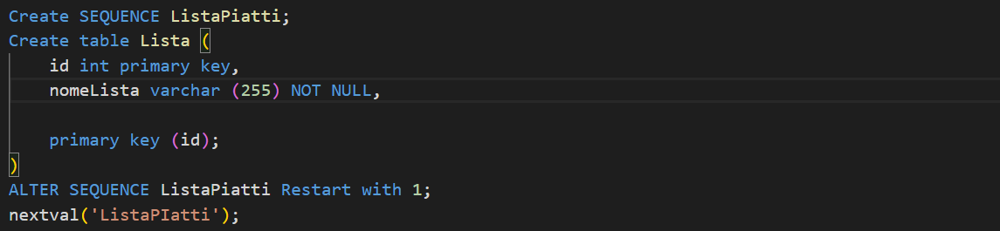 Create SEQUENCE ListaPiatti;
Create table Lista (
    id int primary key,
    nomeLista varchar (255) NOT NULL,

    primary key (id);
)
ALTER SEQUENCE ListaPiatti Restart with 1;
nextval('ListaPIatti');